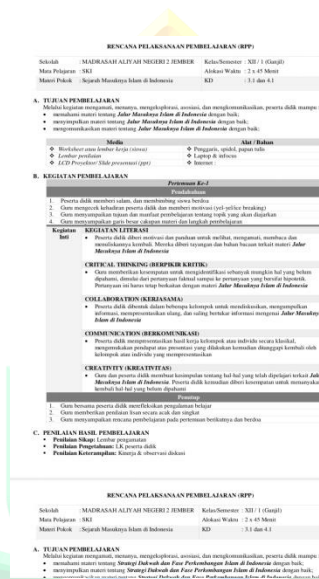 RENCANA PELAKSANAAN PEMBELAJARAN (RPP)
Sekolah : MADRASAH ALIYAH NEGERI 2 JEMBER Kelas/Semester : XII / 1 (Ganjil)
Mata Pelajaran : SKI Alokasi Waktu : 2 x 45 Menit
Materi Pokok : Sejarah Masuknya Islam di Indonesia KD : 3.1 dan 4.1
A. TUJUAN PEMBELAJARAN
Melalui kegiatan mengamati, menanya, mengeksplorasi, asosiasi, dan mengkomunikasikan, peserta didik mampu :
• memahami materi tentang Jalur Masuknya Islam di Indonesia dengan baik;
• menyimpulkan materi tentang Jalur Masuknya Islam di Indonesia dengan baik;
• mengomunikasikan materi tentang Jalur Masuknya Islam di Indonesia dengan baik;
Media Alat / Bahan
❖ Worksheet atau lembar kerja (siswa) ❖ Penggaris, spidol, papan tulis
❖ Lembar penilaian ❖ Laptop & infocus
❖ LCD Proyektor/ Slide presentasi (ppt) ❖ Internet :
B. KEGIATAN PEMBELAJARAN
Pertemuan Ke-1
Pendahuluan
1. Peserta didik memberi salam, dan membimbing siswa berdoa
2. Guru mengecek kehadiran peserta didik dan memberi motivasi (yel-yel/ice breaking)
3. Guru menyampaikan tujuan dan manfaat pembelajaran tentang topik yang akan diajarkan
4. Guru menyampaikan garis besar cakupan materi dan langkah pembelajaran
Kegiatan Inti KEGIATAN LITERASI
• Peserta didik diberi motivasi dan panduan untuk melihat, mengamati, membaca dan
menuliskannya kembali. Mereka diberi tayangan dan bahan bacaan terkait materi Jalur
Masuknya Islam di Indonesia
CRITICAL THINKING (BERPIKIR KRITIK)
• Guru memberikan kesempatan untuk mengidentifikasi sebanyak mungkin hal yang belum
dipahami, dimulai dari pertanyaan faktual sampai ke pertanyaan yang bersifat hipotetik.
Pertanyaan ini harus tetap berkaitan dengan materi Jalur Masuknya Islam di Indonesia
COLLABORATION (KERJASAMA)
• Peserta didik dibentuk dalam beberapa kelompok untuk mendiskusikan, mengumpulkan
informasi, mempresentasikan ulang, dan saling bertukar informasi mengenai Jalur Masuknya
Islam di Indonesia
COMMUNICATION (BERKOMUNIKASI)
• Peserta didik mempresentasikan hasil kerja kelompok atau individu secara klasikal,
mengemukakan pendapat atas presentasi yang dilakukan kemudian ditanggapi kembali oleh
kelompok atau individu yang mempresentasikan
CREATIVITY (KREATIVITAS)
• Guru dan peserta didik membuat kesimpulan tentang hal-hal yang telah dipelajari terkait Jalur
Masuknya Islam di Indonesia. Peserta didik kemudian diberi kesempatan untuk menanyakan
kembali hal-hal yang belum dipahami
Penutup
1. Guru bersama peserta didik merefleksikan pengalaman belajar
2. Guru memberikan penilaian lisan secara acak dan singkat
3. Guru menyampaikan rencana pembelajaran pada pertemuan berikutnya dan berdoa
C. PENILAIAN HASIL PEMBELAJARAN
• Penilaian Sikap: Lembar pengamatan
• Penilaian Pengetahuan: LK peserta didik
• Penilaian Keterampilan: Kinerja & observasi diskusi
RENCANA PELAKSANAAN PEMBELAJARAN (RPP)
Sekolah : MADRASAH ALIYAH NEGERI 2 JEMBER Kelas/Semester : XII / 1 (Ganjil)
Mata Pelajaran : SKI Alokasi Waktu : 2 x 45 Menit
Materi Pokok : Sejarah Masuknya Islam di Indonesia KD : 3.1 dan 4.1
A. TUJUAN PEMBELAJARAN
Melalui kegiatan mengamati, menanya, mengeksplorasi, asosiasi, dan mengkomunikasikan, peserta didik mampu :
• memahami materi tentang Strategi Dakwah dan Fase Perkembangan Islam di Indonesia dengan baik;
• menyimpulkan materi tentang Strategi Dakwah dan Fase Perkembangan Islam di Indonesia dengan baik;